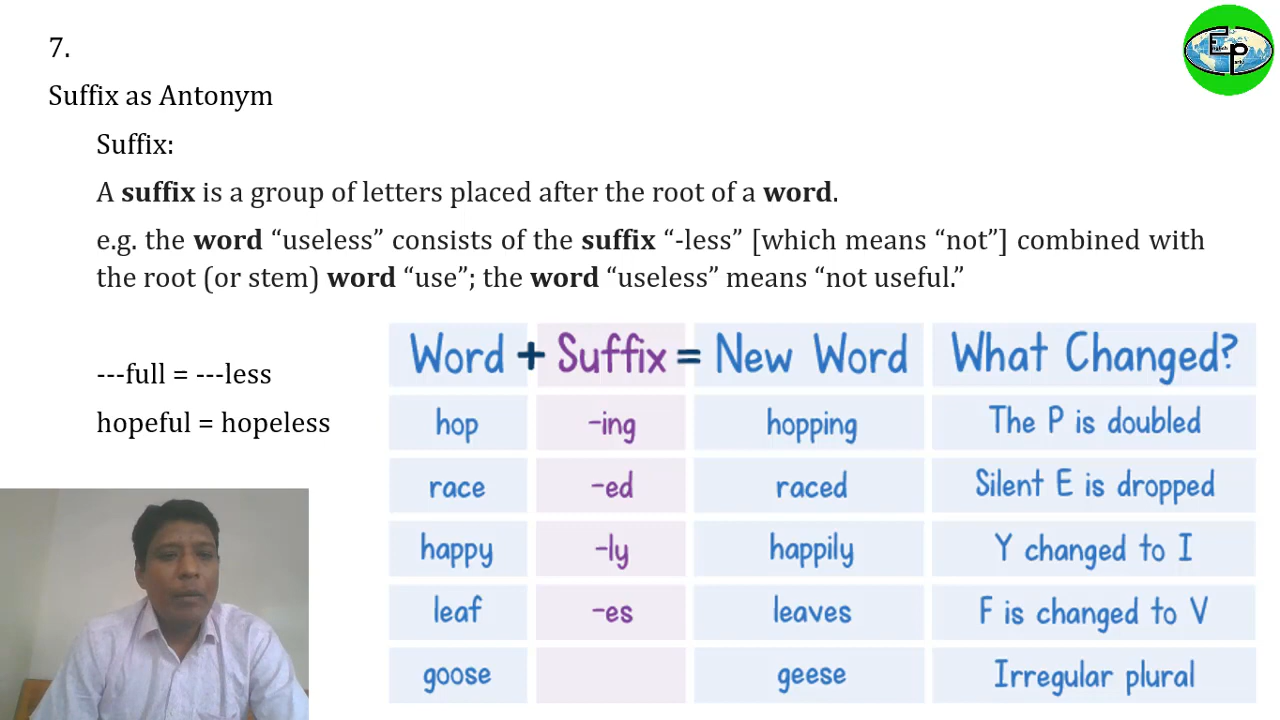 7.
Suffix as Antonym
Suffix:
A suffix is a group of letters placed after the root of a word.
e.g. the word “useless” consists of the suffix “-less” [which means “not”] combined with
the root (or stem) word “use”; the word “useless” means “not useful.”
---full = ---less
hopeful = hopeless
Word + Suffix = New Word What Changed?
hop -ing hopping The P is doubled
race -ed raced Silent E is dropped
happy -ly happily Y changed to I
leaf -es leaves F is changed to V
goose geese Irregular plural